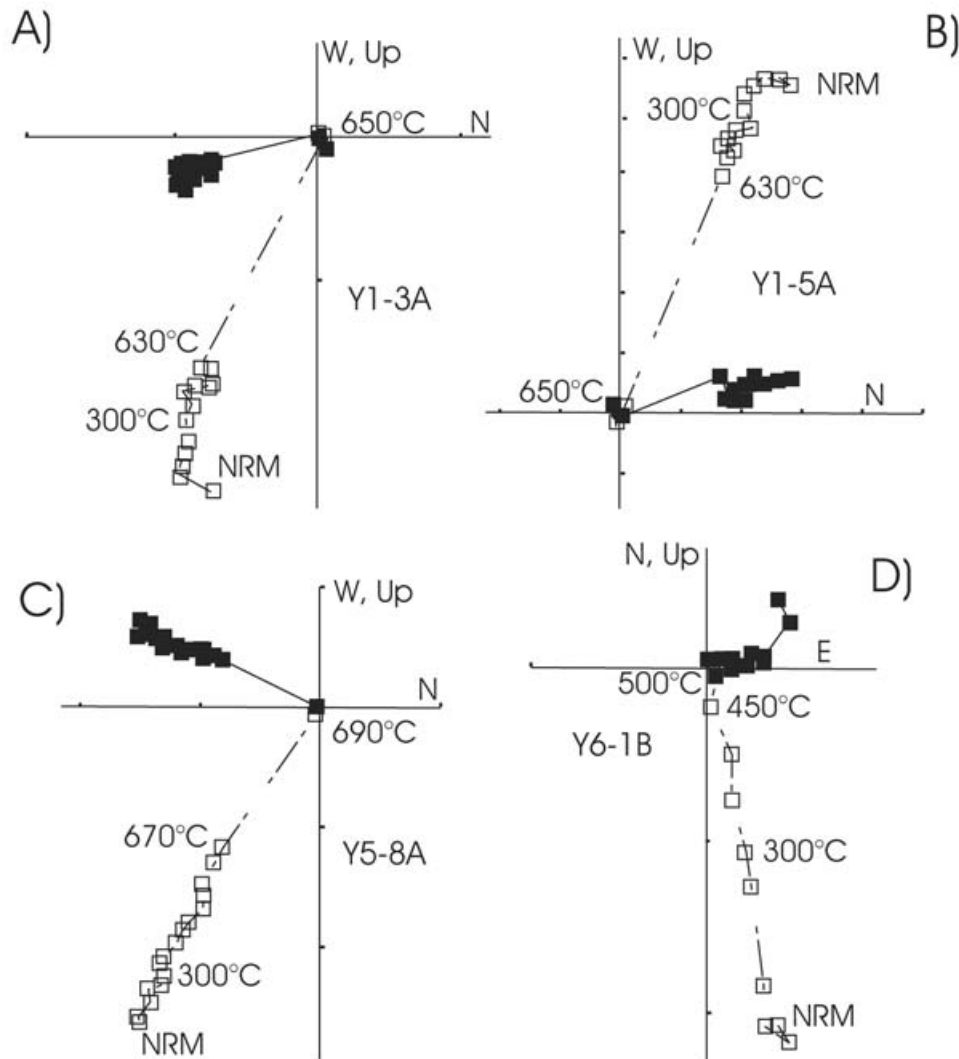 A)
W, Up
650°C
N
Y1-3A
630°C
300°C
NRM
B)
W, Up
NRM
300°C
630°C
Y1-5A
650°C
N
C)
W, Up
N
690°C
670°C
Y5-8A
300°C
NRM
D)
N, Up
E
500°C
450°C
Y6-1B
300°C
NRM